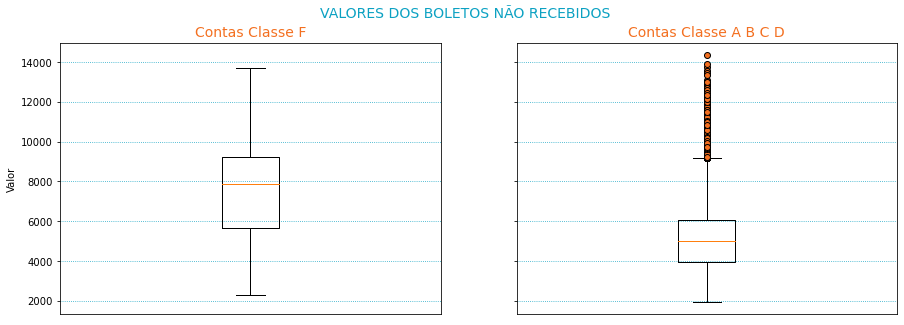 VALORES DOS BOLETOS NÃO RECEBIDOS
Contas Classe F
Contas Classe A B C D
14000
12000
10000
8000
6000
4000
2000
Valor